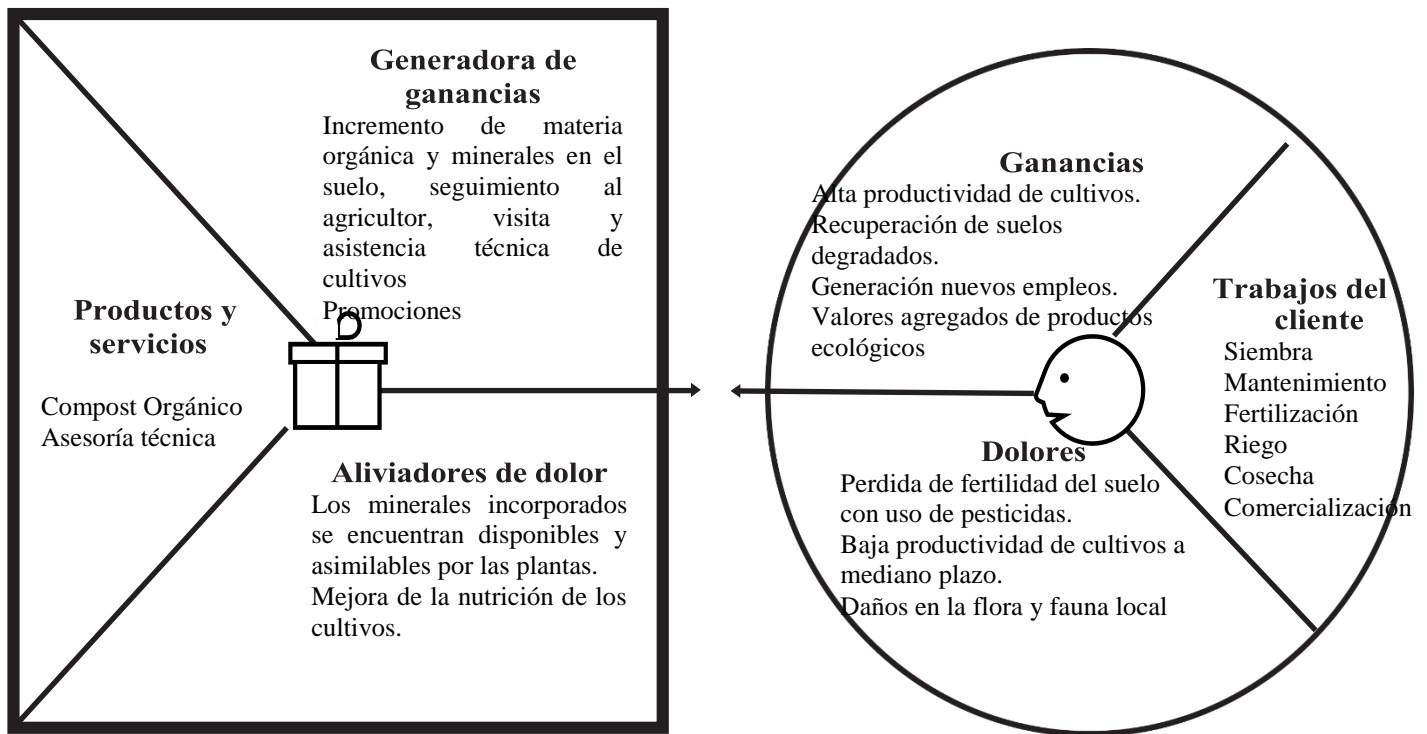 Generadora de
ganancias
Incremento de materia
orgánica y minerales en el
suelo, seguimiento al
agricultor, visita y
asistencia técnica de
cultivos
Promociones
Productos y
servicios
Compost Orgánico
Asesoría técnica
Aliviadores de dolor
Los minerales incorporados
se encuentran disponibles y
asimilables por las plantas.
Mejora de la nutrición de los
cultivos.
Ganancias
Alta productividad de cultivos.
Recuperación de suelos
degradados.
Generación nuevos empleos.
Valores agregados de productos
ecológicos
Trabajos del
cliente
Siembra
Mantenimiento
Fertilización
Riego
Cosecha
Comercialización
Dolores
Perdida de fertilidad del suelo
con uso de pesticidas.
Baja productividad de cultivos a
mediano plazo.
Daños en la flora y fauna local